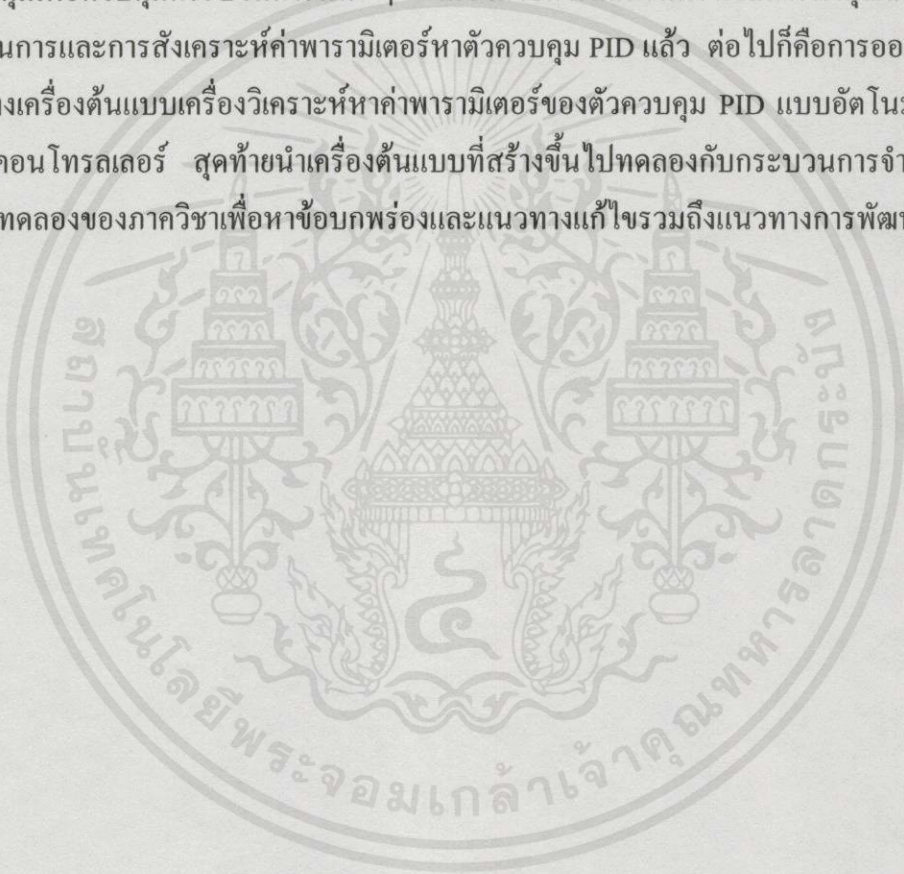 นการและการสังเคราะห์ค่าพารามิเตอร์หาตัวควบคุม PID แล้ว ต่อไปก็คือการออ
งเครื่องต้นแบบเครื่องวิเคราะห์หาค่าพารามิเตอร์ของตัวควบคุม PID แบบอัตโน
คอนโทรลเลอร์ สุดท้ายนำเครื่องต้นแบบที่สร้างขึ้นไปทดลองกับกระบวนการจำ
ทดลองของภาควิชาเพื่อหาข้อบกพร่องและแนวทางแก้ไขรวมถึงแนวทางการพัฒ
สถาบันเทคโนโลยีพระจอมเกล้าเจ้าคุณทหารลาดกระบัง